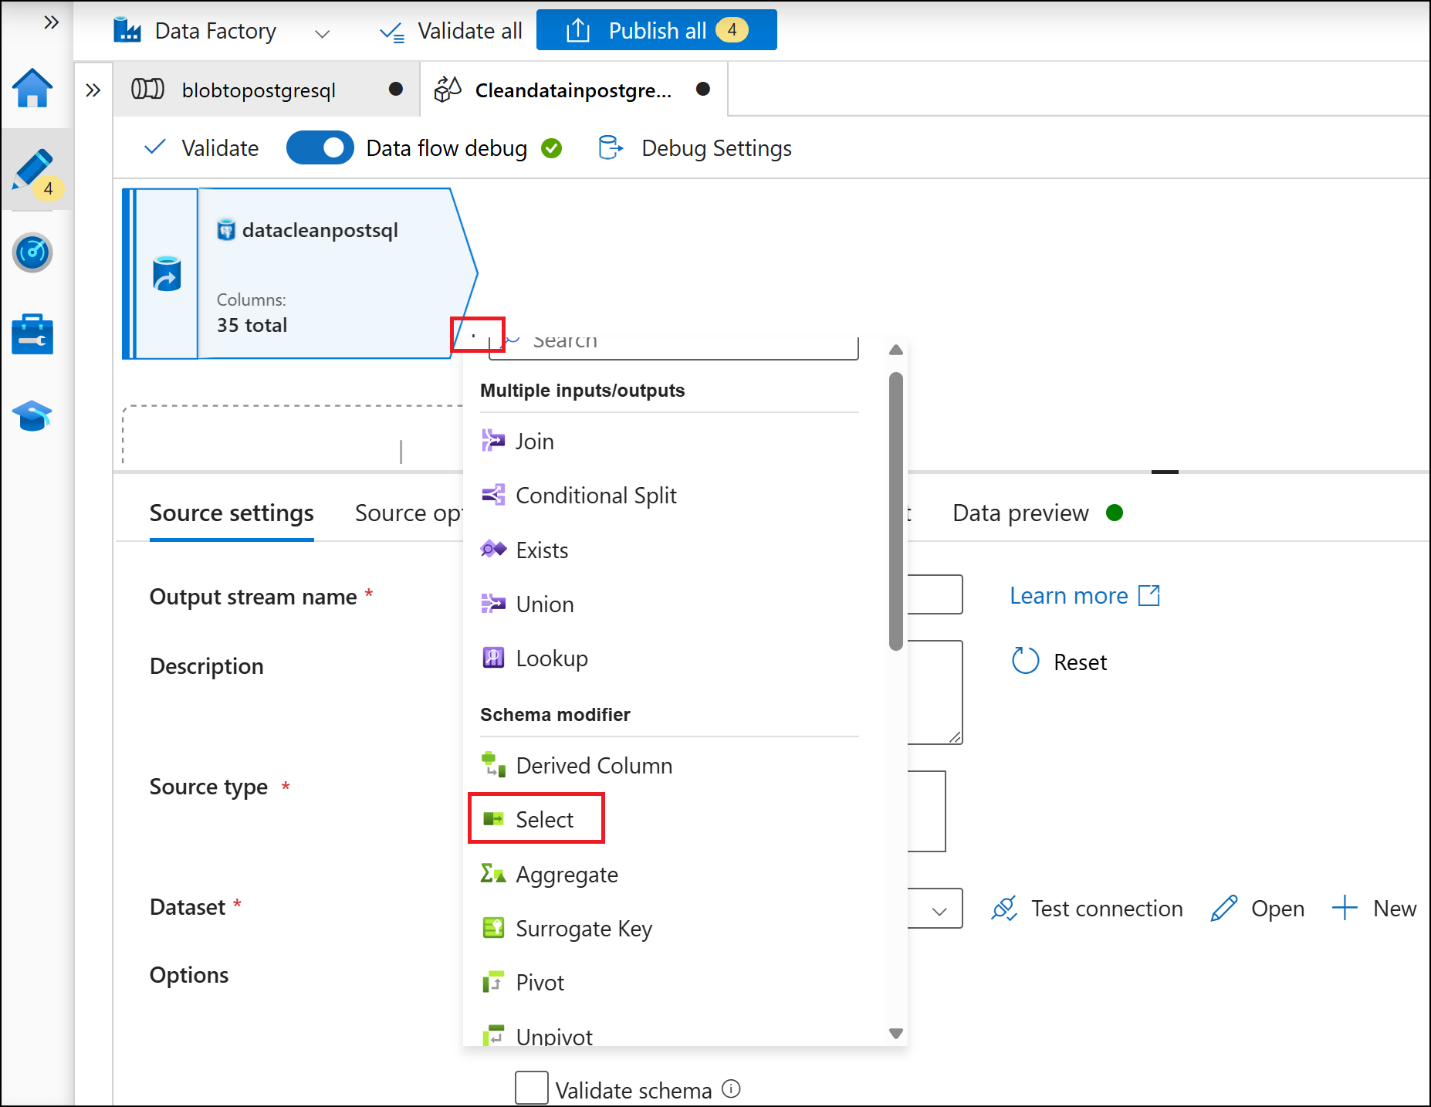 Data Factory
Validate all
Publish all 4
blobtopostgresql
Cleandatainpostgre...
Validate
Data flow debug
Debug Settings
4
datacleanpostsql
Columns:
35 total
Search
Multiple inputs/outputs
Join
Conditional Split
Exists
Union
Lookup
Schema modifier
Derived Column
Select
Aggregate
Surrogate Key
Pivot
Unpivot
Source settings
Source op
Data preview
Output stream name *
Learn more
Description
Reset
Source type *
Dataset *
Test connection
Open
New
Options
Validate schema